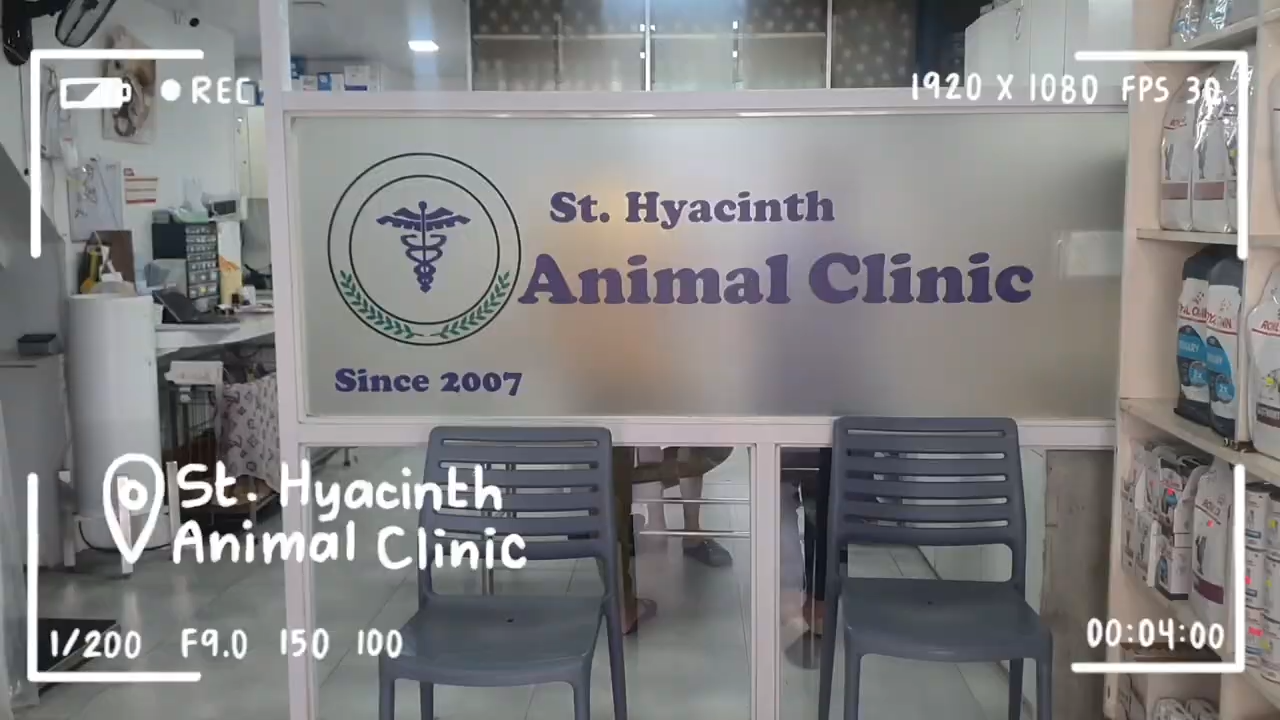 REC
1920 X 1080 FPS 30
St. Hyacinth
Animal Clinic
Since 2007
St. Hyacinth
Animal Clinic
1/200 F9.0 150 100
00:04:00